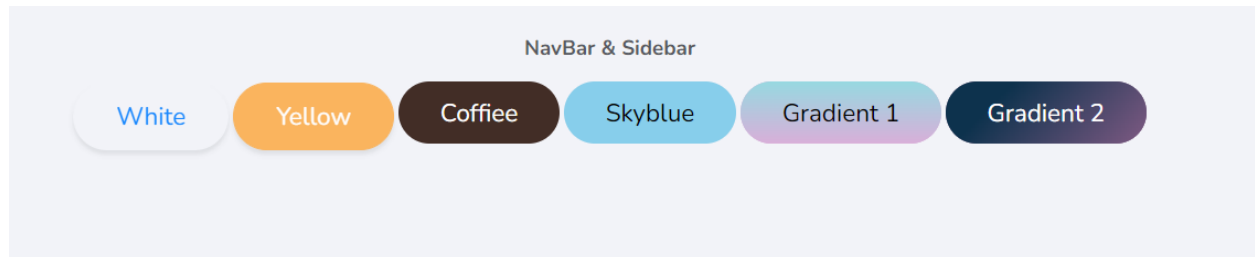 NavBar & Sidebar
White Yellow Coffiee Skyblue Gradient 1 Gradient 2